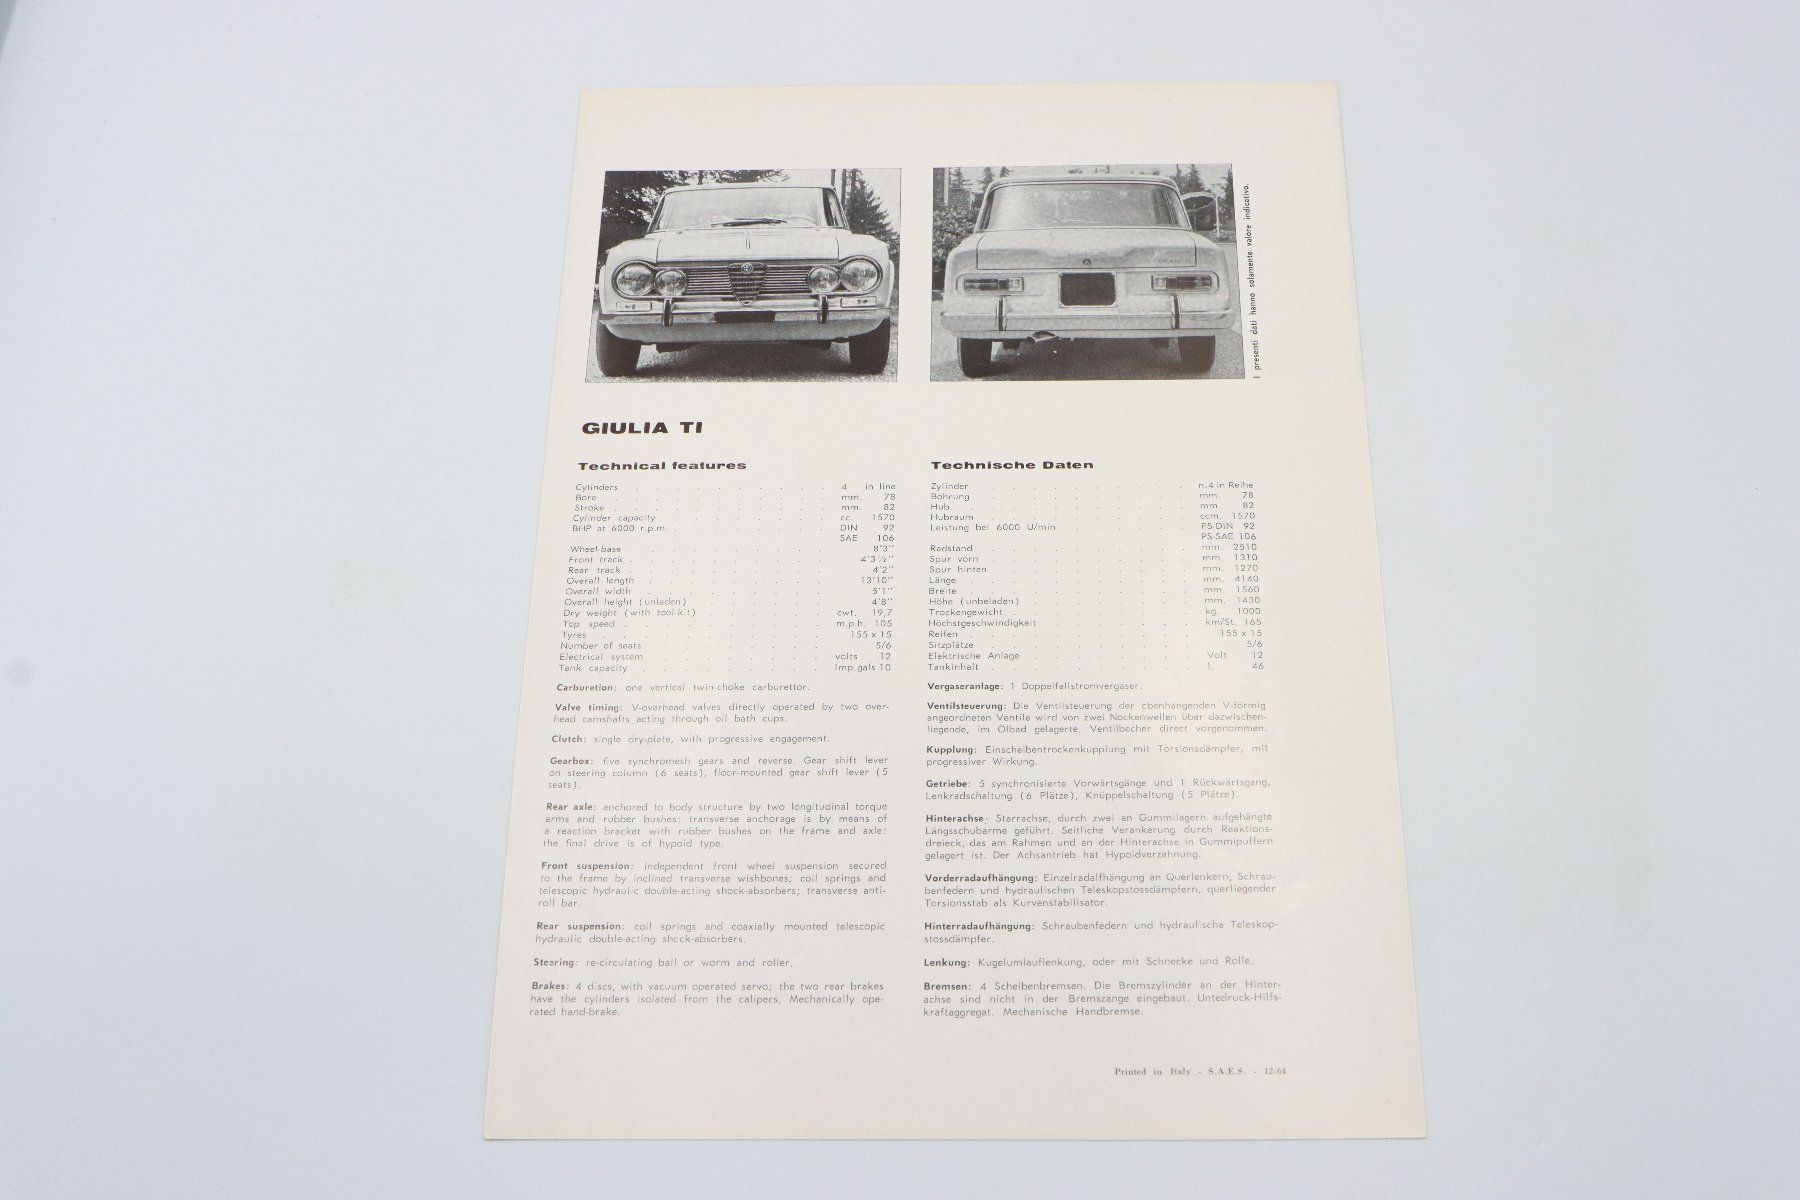 I presenti dati hanno solamente valore indicativo.
GIULIA TI
Technical features
Cylinders . . . . . . . . . . 4 in line
Bore . . . . . . . . . . mm. 78
Stroke . . . . . . . . . . mm. 82
Cylinder capacity . . . . . . . . cc. 1570
BHP at 6000 r.p.m. . . . . . . . . DIN 92
SAE 106
Wheel-base . . . . . . . . . 8'3"
Front track . . . . . . . . . . 4'3½"
Rear track . . . . . . . . . . 4'2"
Overall length . . . . . . . . . 13'10"
Overall width . . . . . . . . . 5'1"
Overall height (unladen) . . . . . . 4'8"
Dry weight (with tool-kit) . . . . . . cwt. 19,7
Top speed . . . . . . . . . . m.p.h. 105
Tyres . . . . . . . . . . . 155 x 15
Number of seats . . . . . . . . 5/6
Electrical system . . . . . . . . volts 12
Tank capacity . . . . . . . . . Imp.gals 10
Carburetion: one vertical twin-choke carburettor.
Valve timing: V-overhead valves directly operated by two over-
head camshafts acting through oil bath cups.
Clutch: single dry-plate, with progressive engagement.
Gearbox: five synchromesh gears and reverse. Gear shift lever
on steering column (6 seats), floor-mounted gear shift lever (5
seats).
Rear axle: anchored to body structure by two longitudinal torque
arms and rubber bushes: transverse anchorage is by means of
a reaction bracket with rubber bushes on the frame and axle:
the final drive is of hypoid type.
Front suspension: independent front wheel suspension secured
to the frame by inclined transverse wishbones; coil springs and
telescopic hydraulic double-acting shock-absorbers; transverse anti-
roll bar.
Rear suspension: coil springs and coaxially mounted telescopic
hydraulic double-acting shock-absorbers.
Steering: re-circulating ball or worm and roller.
Brakes: 4 discs, with vacuum operated servo; the two rear brakes
have the cylinders isolated from the calipers. Mechanically ope-
rated hand-brake.
Technische Daten
Zylinder . . . . . . . . . . n.4 in Reihe
Bohrung . . . . . . . . . . mm. 78
Hub . . . . . . . . . . mm. 82
Hubraum . . . . . . . . . . ccm. 1570
Leistung bei 6000 U/min . . . . . . . PS-DIN 92
PS-SAE 106
Radstand . . . . . . . . . . mm. 2510
Spur vorn . . . . . . . . . . mm. 1310
Spur hinten . . . . . . . . . mm. 1270
Länge . . . . . . . . . . mm. 4140
Breite . . . . . . . . . . mm. 1560
Höhe (unbeladen) . . . . . . . . mm. 1430
Trockengewicht . . . . . . . . . kg. 1000
Höchstgeschwindigkeit . . . . . . . km/St. 165
Reifen . . . . . . . . . . 155 x 15
Sitzplätze . . . . . . . . . . 5/6
Elektrische Anlage . . . . . . . . Volt 12
Tankinhalt . . . . . . . . . . l. 46
Vergaseranlage: 1 Doppelfallstromvergaser.
Ventilsteuerung: Die Ventilsteuerung der obenhängenden V-förmig
angeordneten Ventile wird von zwei Nockenwellen über dazwischen-
liegende, im Ölbad gelagerte, Ventilbecher direct vorgenommen.
Kupplung: Einscheibentrockenkupplung mit Torsionsdämpfer, mit
progressiver Wirkung.
Getriebe: 5 synchronisierte Vorwärtsgänge und 1 Rückwärtsgang,
Lenkradschaltung (6 Plätze), Knüppelschaltung (5 Plätze).
Hinterachse: Starrachse, durch zwei an Gummilagern aufgehängte
Längsschubarme geführt. Seitliche Verankerung durch Reaktions-
dreieck, das am Rahmen und an der Hinterachse in Gummipuffern
gelagert ist. Der Achsantrieb hat Hypoidverzahnung.
Vorderradaufhängung: Einzelradalfhängung an Querlenkern, Schrau-
benfedern und hydraulischen Teleskopstossdämpfern, querliegender
Torsionsstab als Kurvenstabilisator.
Hinterradaufhängung: Schraubenfedern und hydraulische Teleskop-
stossdämpfer.
Lenkung: Kugelumlauflenkung, oder mit Schnecke und Rolle.
Bremsen: 4 Scheibenbremsen. Die Bremszylinder an der Hinter-
achse sind nicht in der Bremszange eingebaut. Untedruck-Hilfs-
kraftaggregat. Mechanische Handbremse.
Printed in Italy - S.A.E.S. - 12-64